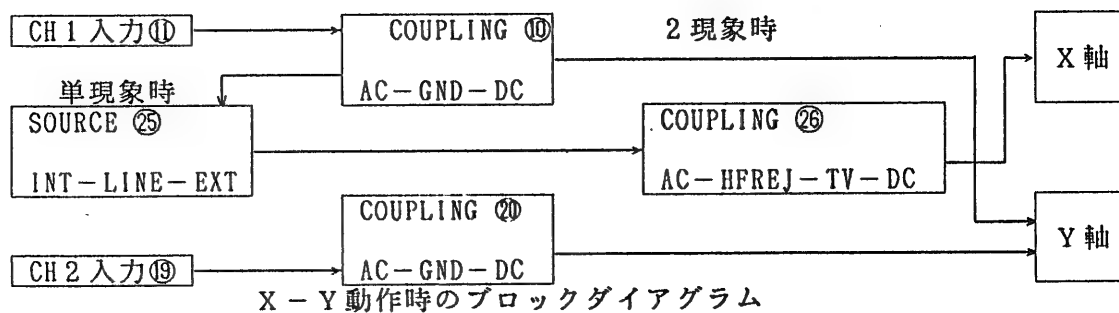 CH1入力⑪
COUPLING ⑩
AC-GND-DC
2現象時
X軸
単現象時
SOURCE ㉕
INT-LINE-EXT
COUPLING ㉖
AC-HFREJ-TV-DC
COUPLING ⑳
AC-GND-DC
Y軸
CH2入力⑲
X-Y動作時のブロックダイアグラム